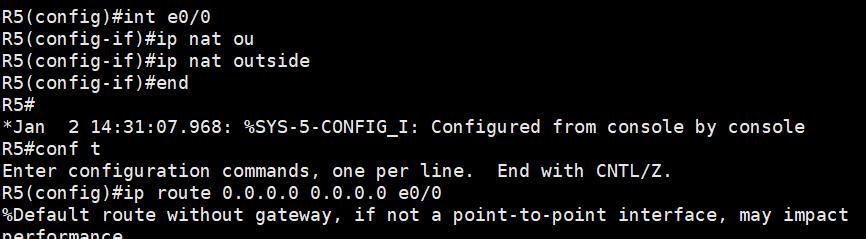 R5(config)#int e0/0
R5(config-if)#ip nat ou
R5(config-if)#ip nat outside
R5(config-if)#end
R5#
*Jan  2 14:31:07.968: %SYS-5-CONFIG_I: Configured from console by console
R5#conf t
Enter configuration commands, one per line.  End with CNTL/Z.
R5(config)#ip route 0.0.0.0 0.0.0.0 e0/0
%Default route without gateway, if not a point-to-point interface, may impact
performance